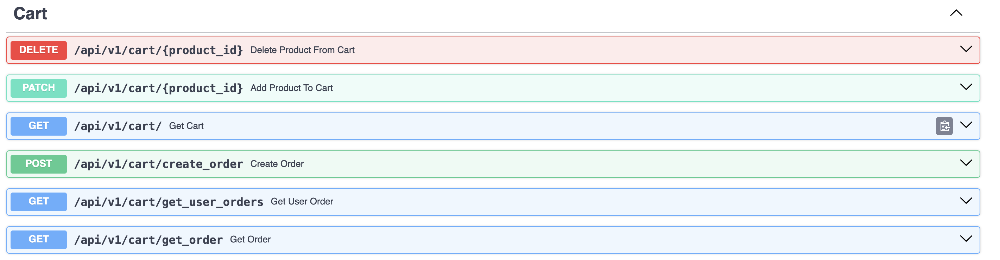 Cart
DELETE /api/v1/cart/{product_id} Delete Product From Cart
PATCH /api/v1/cart/{product_id} Add Product To Cart
GET /api/v1/cart/ Get Cart
POST /api/v1/cart/create_order Create Order
GET /api/v1/cart/get_user_orders Get User Order
GET /api/v1/cart/get_order Get Order